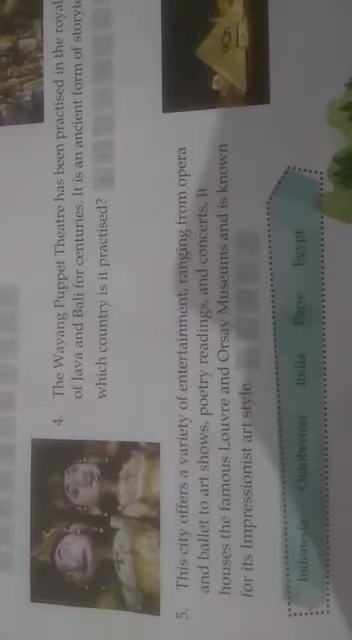 4. The Wayang Puppet Theatre has been practised in the royal
of Java and Bali for centuries. It is an ancient form of
which country is it practised?
5. This city offers a variety of entertainment, ranging from opera
and ballet to art shows, poetry readings, and concerts. It
houses the famous Louvre and Orsay Museums and is known
for its Impressionist art style
Indonesia Oktoberfest India Paris Egypt